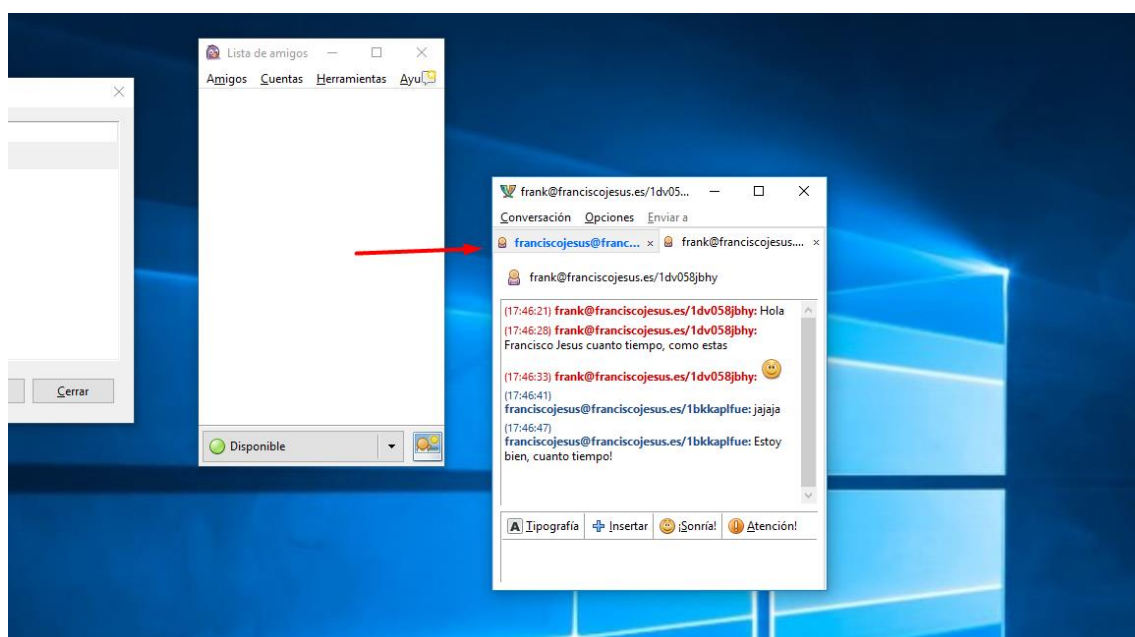 Lista de amigos
Amigos Cuentas Herramientas Ayu
Cerrar
Disponible
frank@franciscojesus.es/1dv05...
Conversación Opciones Enviar a
franciscojesus@franc... × frank@franciscojesus.... ×
frank@franciscojesus.es/1dv058jbhy
(17:46:21) frank@franciscojesus.es/1dv058jbhy: Hola
(17:46:28) frank@franciscojesus.es/1dv058jbhy:
Francisco Jesus cuanto tiempo, como estas
(17:46:33) frank@franciscojesus.es/1dv058jbhy:
(17:46:41)
franciscojesus@franciscojesus.es/1bkkaplfue: jajaja
(17:46:47)
franciscojesus@franciscojesus.es/1bkkaplfue: Estoy
bien, cuanto tiempo!
A Tipografía Insertar ¡Sonría! Atención!